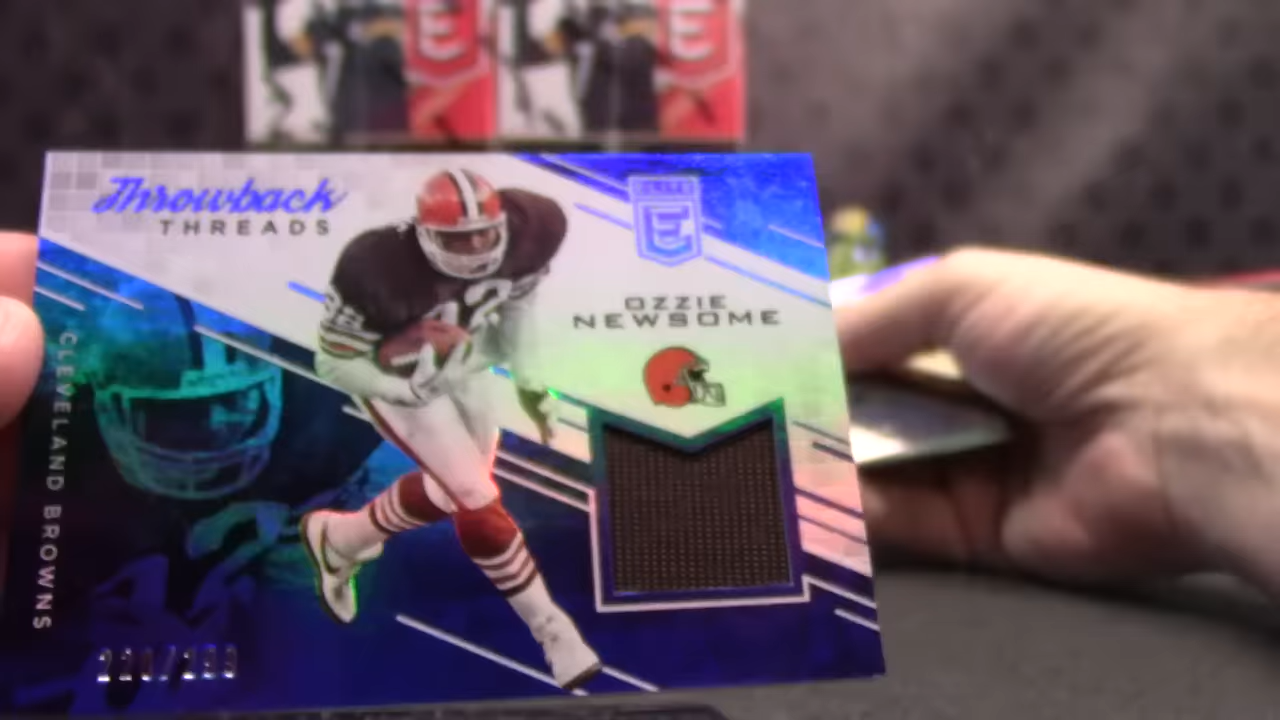 Throwback
THREADS
E
OZZIE
NEWSOME
CLEVELAND BROWNS
E
E